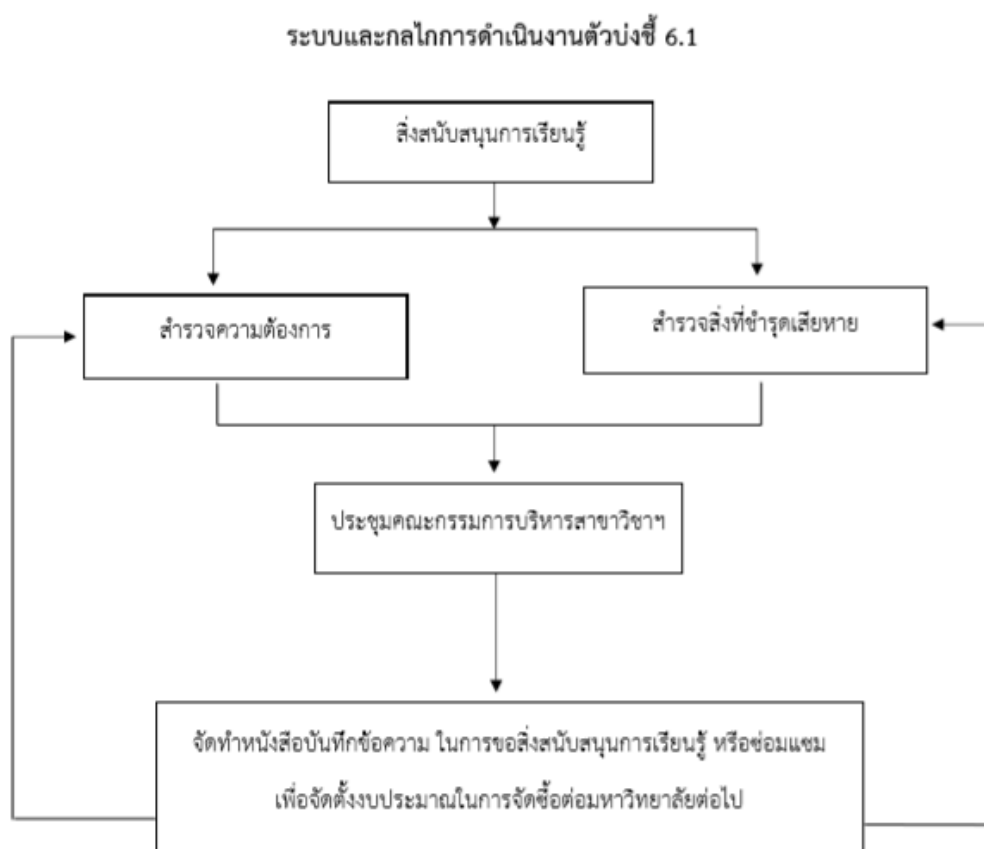 ระบบและกลไกการดำเนินงานตัวบ่งชี้ 6.1
สิ่งสนับสนุนการเรียนรู้
สำรวจความต้องการ
สำรวจสิ่งที่ชำรุดเสียหาย
ประชุมคณะกรรมการบริหารสาขาวิชาฯ
จัดทำหนังสือบันทึกข้อความ ในการขอสิ่งสนับสนุนการเรียนรู้ หรือซ่อมแซม
เพื่อจัดตั้งงบประมาณในการจัดซื้อต่อมหาวิทยาลัยต่อไป